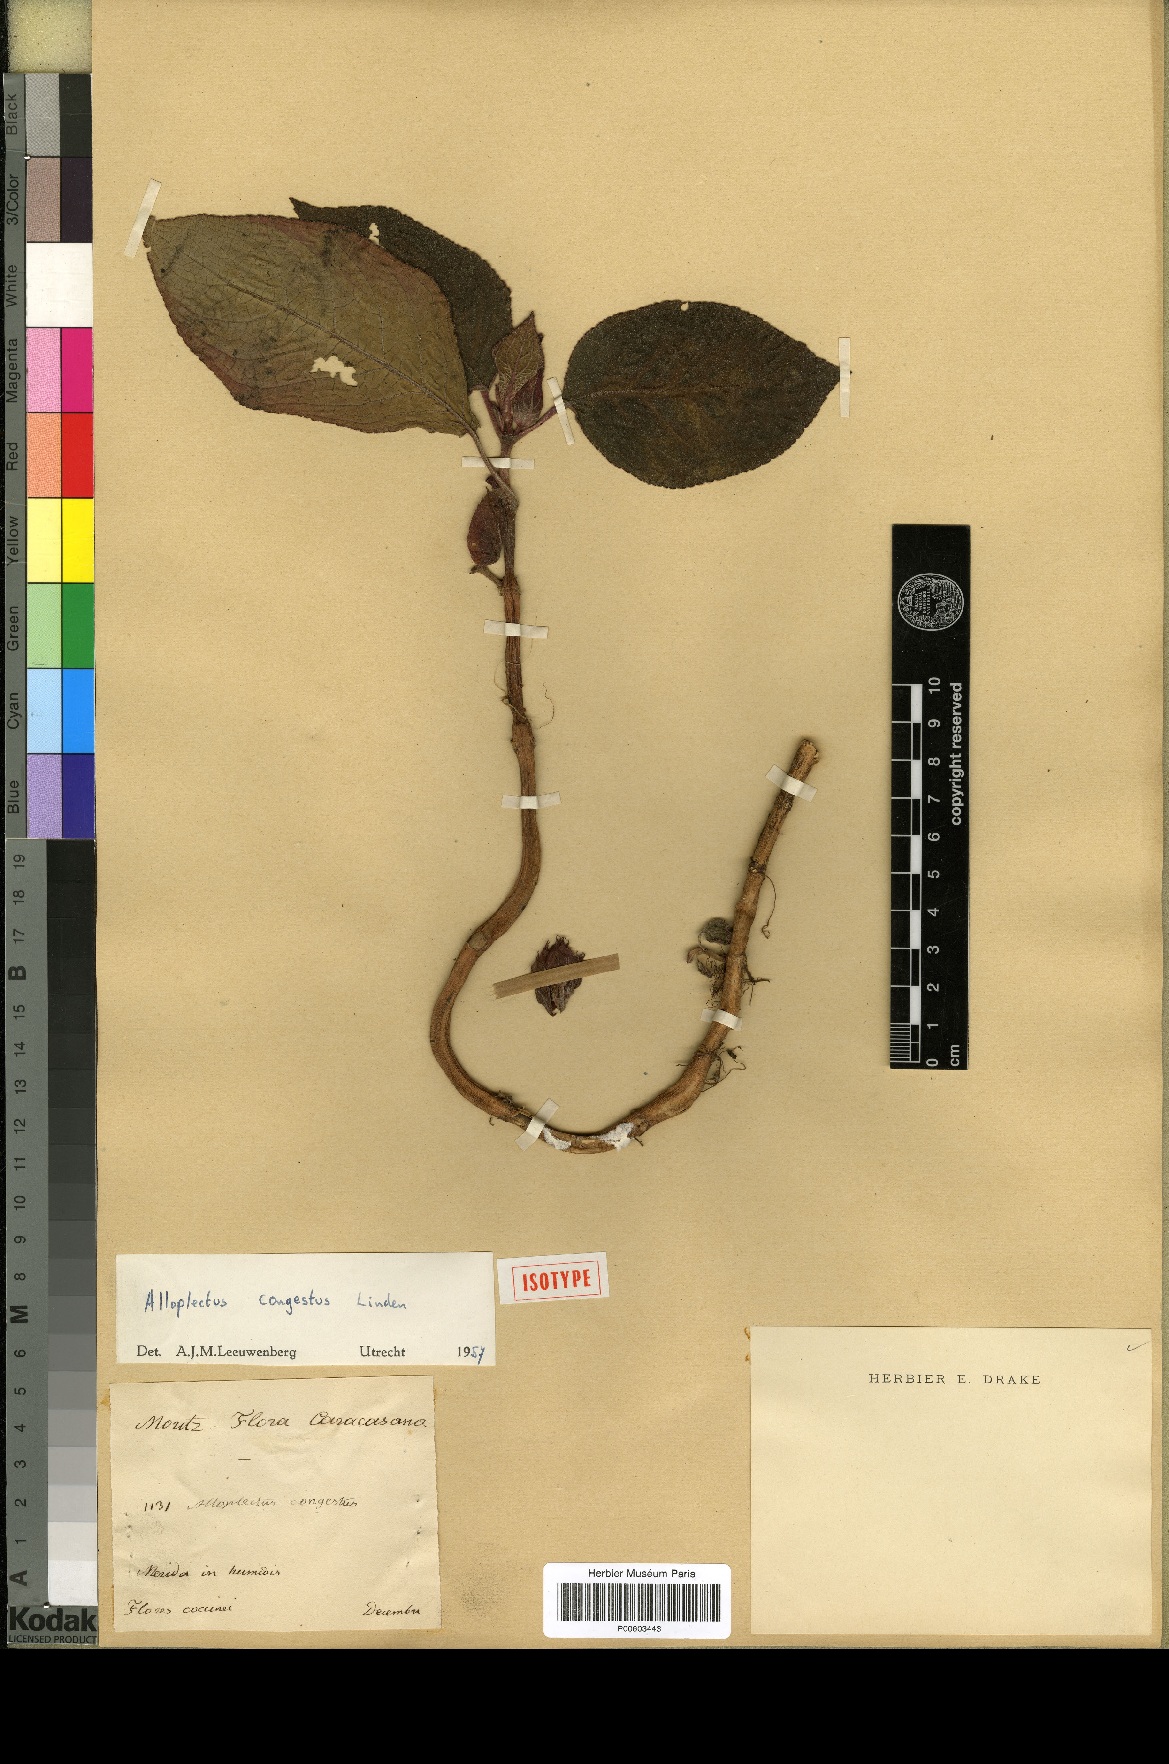 Black
3/Color
White
Magenta
Red
Yellow
Green
Cyan
Blue
19
18
17
B
15
14
13
12
11
10
9
8
M
6
5
4
3
2
1
A
Kodak
LICENSED PRODUCT
10
9
8
7
6
5
4
3
2
1
0
cm
copyright reserved
Alloplectus congestus Linden
Det. A.J.M.Leeuwenberg Utrecht 1957
ISOTYPE
Moritz Flora Caracasana
1131 Alloplectus congestus
Merida in humidis
Flores coccinei Decembri
HERBIER E. DRAKE
Herbier Muséum Paris
P00603443